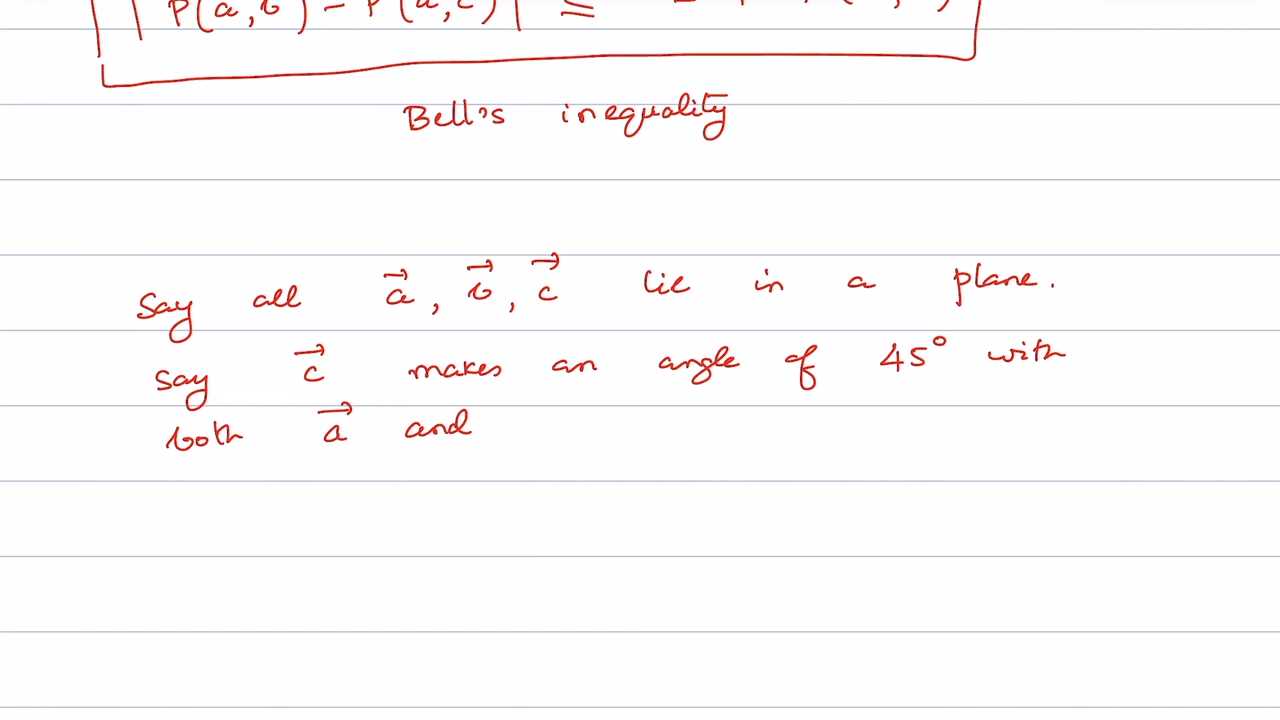 | P(a, b) - P(a, c) | ≤
Bell's inequality
Say all a⃗, b⃗, c⃗ lie in a plane.
Say c⃗ makes an angle of 45° with
both a⃗ and